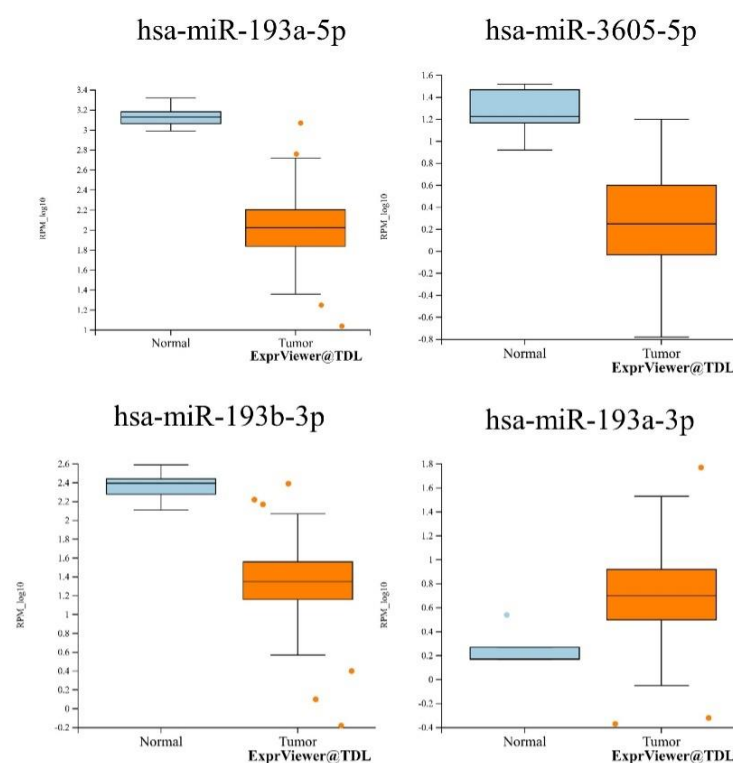 hsa-miR-193a-5p
3.4
3.2
3
2.8
2.6
2.4
2.2
2
1.8
1.6
1.4
1.2
1
RPM_log10
Normal
Tumor
ExprViewer@TDL
hsa-miR-3605-5p
1.6
1.4
1.2
1
0.8
0.6
0.4
0.2
0
-0.2
-0.4
-0.6
-0.8
RPM_log10
Normal
Tumor
ExprViewer@TDL
hsa-miR-193b-3p
2.6
2.4
2.2
2
1.8
1.6
1.4
1.2
1
0.8
0.6
0.4
0.2
0
-0.2
RPM_log10
Normal
Tumor
ExprViewer@TDL
hsa-miR-193a-3p
1.8
1.6
1.4
1.2
1
0.8
0.6
0.4
0.2
0
-0.2
-0.4
RPM_log10
Normal
Tumor
ExprViewer@TDL